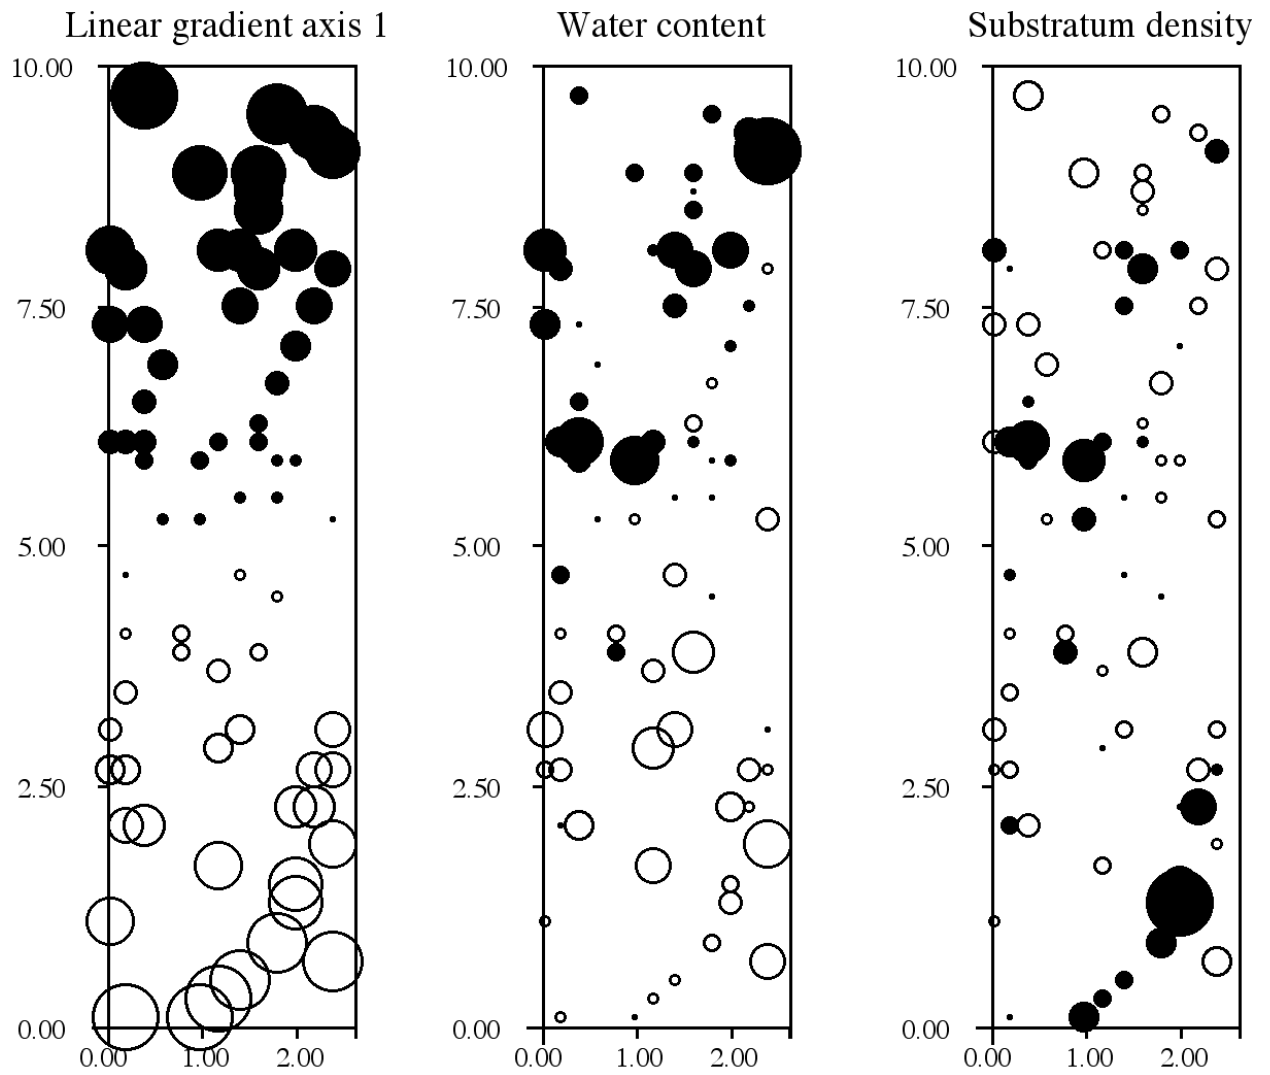 Linear gradient axis 1 Water content Substratum density
10.00 10.00 10.00
7.50 7.50 7.50
5.00 5.00 5.00
2.50 2.50 2.50
0.00 0.00 0.00
0.00 1.00 2.00 0.00 1.00 2.00 0.00 1.00 2.00